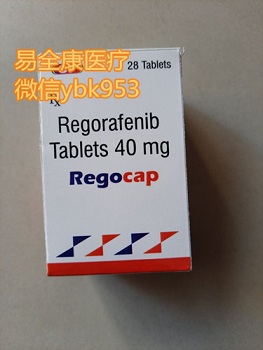 易全康医疗
微信ybk953
28 Tablets
Rx
Regorafenib
Tablets 40 mg
Regocap